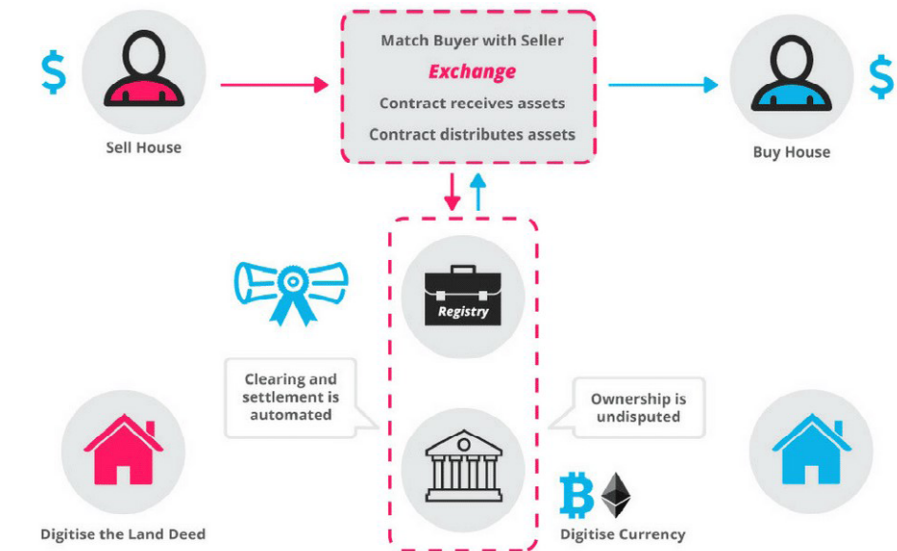 Match Buyer with Seller
Exchange
Contract receives assets
Contract distributes assets
$
$
Sell House
Buy House
Registry
Clearing and
settlement is
automated
Ownership is
undisputed
Digitise the Land Deed
Digitise Currency